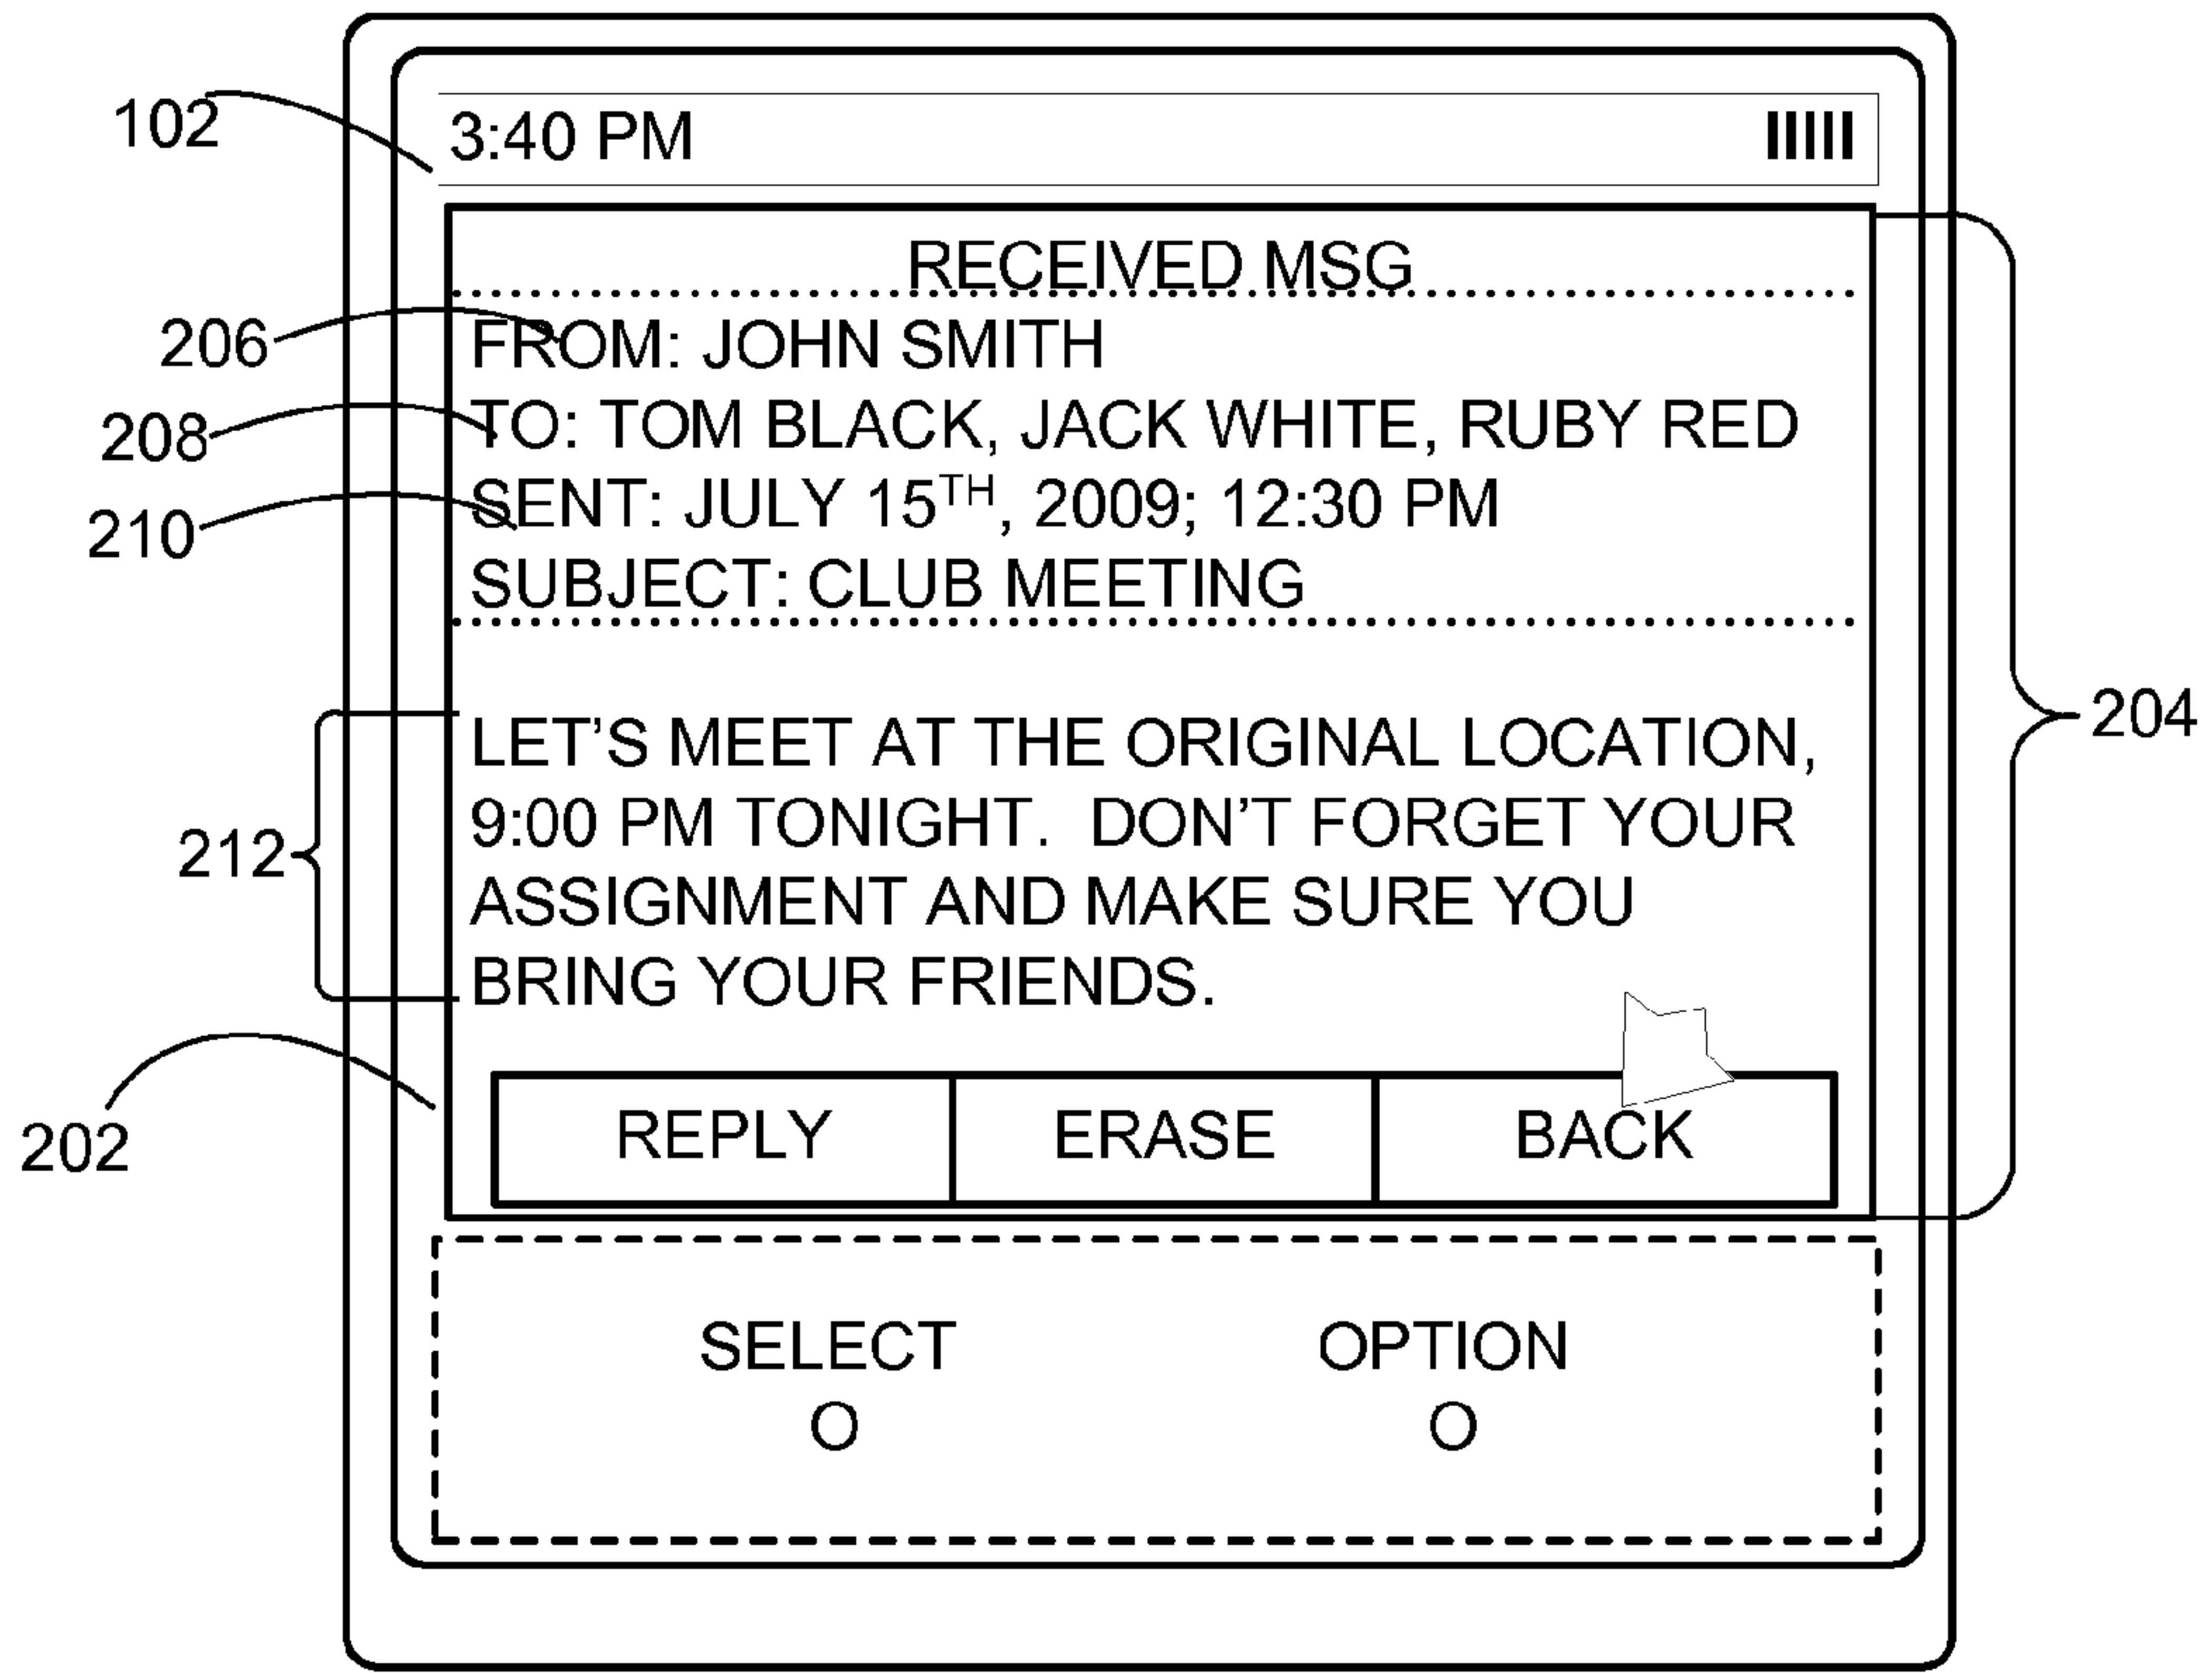 102
3:40 PM
RECEIVED MSG
206
FROM: JOHN SMITH
208
TO: TOM BLACK, JACK WHITE, RUBY RED
210
SENT: JULY 15TH, 2009; 12:30 PM
SUBJECT: CLUB MEETING
204
212
LET'S MEET AT THE ORIGINAL LOCATION,
9:00 PM TONIGHT. DON'T FORGET YOUR
ASSIGNMENT AND MAKE SURE YOU
BRING YOUR FRIENDS.
202
REPLY ERASE BACK
SELECT OPTION